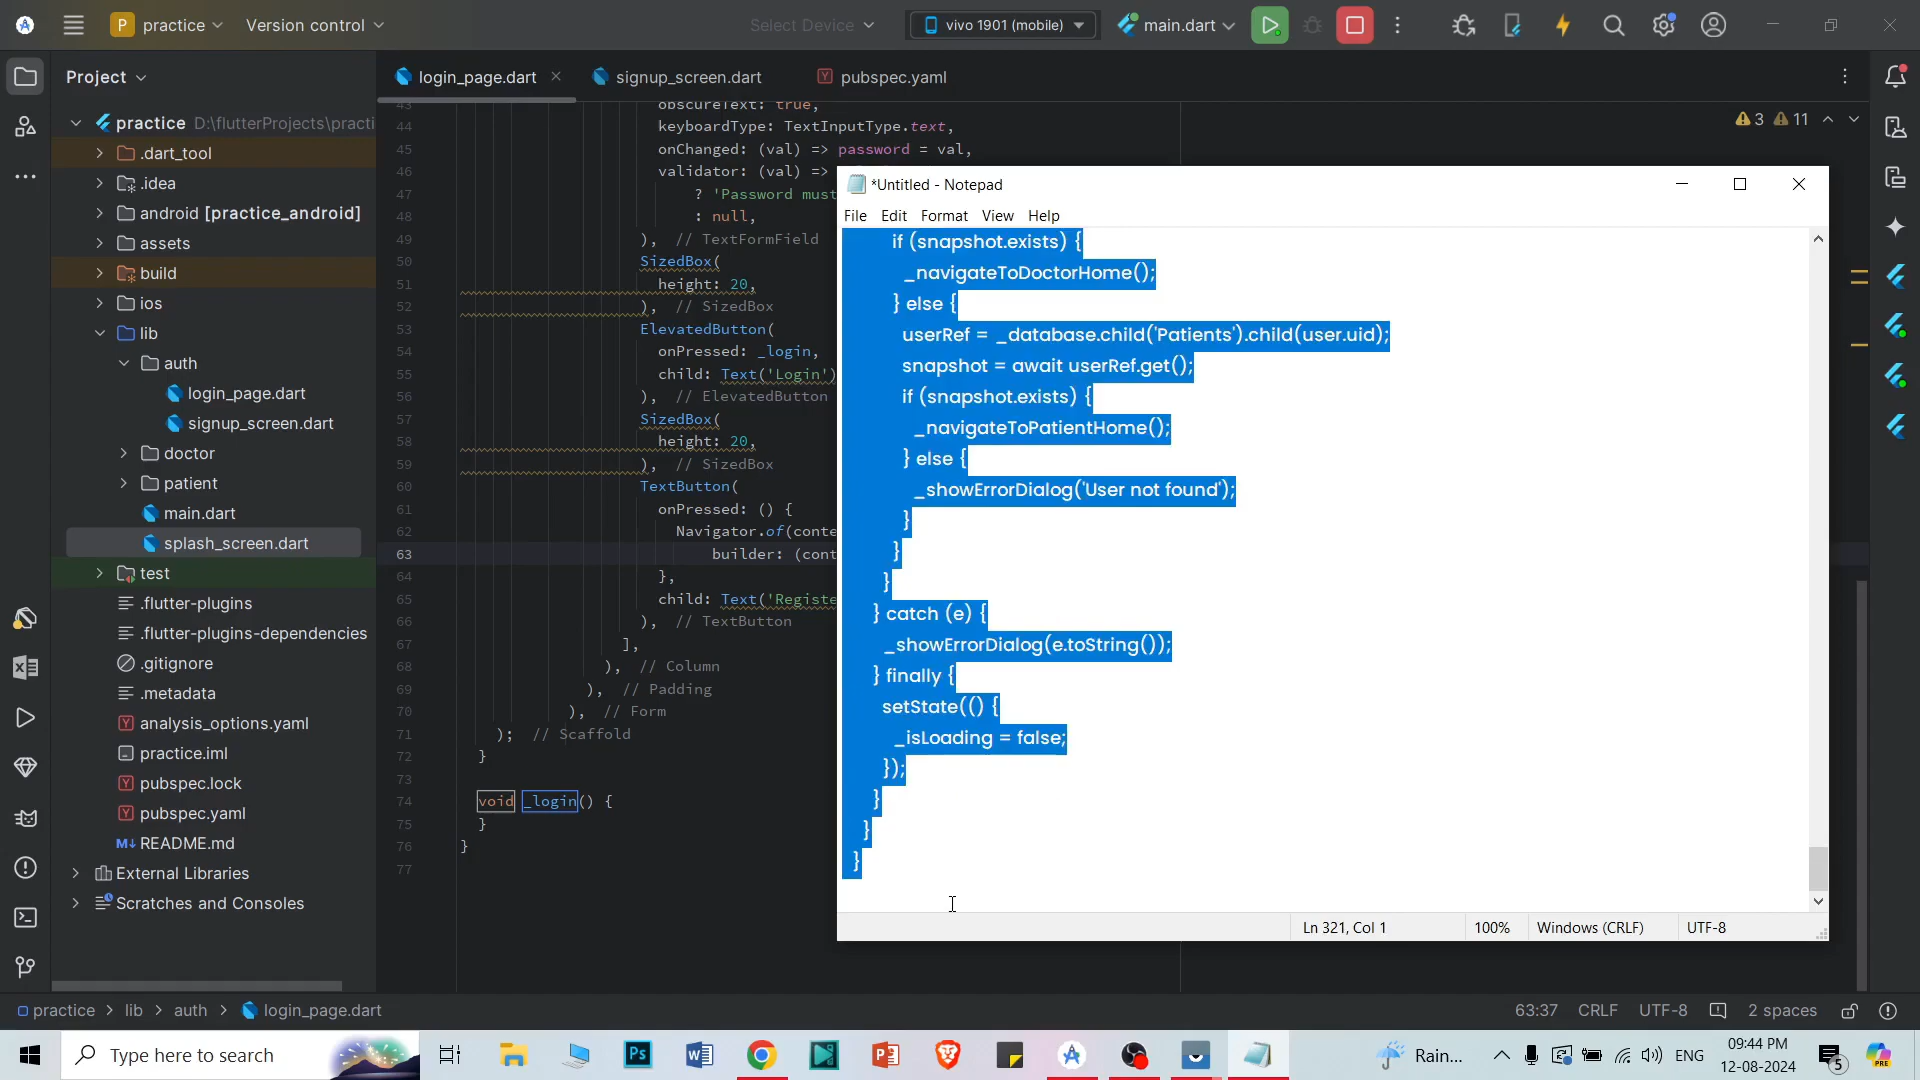 P practice
Version control
Select Device
vivo 1901 (mobile)
main.dart
Project
login_page.dart
signup_screen.dart
Y pubspec.yaml
practice D:\flutterProjects\practi
.dart_tool
.idea
android [practice_android]
assets
build
ios
lib
auth
login_page.dart
signup_screen.dart
doctor
patient
main.dart
splash_screen.dart
test
.flutter-plugins
.flutter-plugins-dependencies
.gitignore
.metadata
Y analysis_options.yaml
practice.iml
Y pubspec.lock
Y pubspec.yaml
M↓ README.md
External Libraries
Scratches and Consoles
3 11
43 obscureText: true,
44 keyboardType: TextInputType.text,
45 onChanged: (val) => password = val,
46 validator: (val) =>
47 ? 'Password must
48 : null,
49 ), // TextFormField
50 SizedBox(
51 height: 20,
52 ), // SizedBox
53 ElevatedButton(
54 onPressed: _login,
55 child: Text('Login')
56 ), // ElevatedButton
57 SizedBox(
58 height: 20,
59 ), // SizedBox
60 TextButton(
61 onPressed: () {
62 Navigator.of(conte
63 builder: (cont
64 },
65 child: Text('Registe
66 ), // TextButton
67 ],
68 ), // Column
69 ), // Padding
70 ), // Form
71 ); // Scaffold
72 }
73
74 void _login() {
75 }
76 }
77
*Untitled - Notepad
File Edit Format View Help
if (snapshot.exists) {
_navigateToDoctorHome();
} else {
userRef = _database.child('Patients').child(user.uid);
snapshot = await userRef.get();
if (snapshot.exists) {
_navigateToPatientHome();
} else {
_showErrorDialog('User not found');
}
}
}
} catch (e) {
_showErrorDialog(e.toString());
} finally {
setState(() {
_isLoading = false;
});
}
}
}
Ln 321, Col 1
100%
Windows (CRLF)
UTF-8
practice > lib > auth > login_page.dart
63:37 CRLF UTF-8 2 spaces
Type here to search
Ps
W
P
Rain...
ENG
09:44 PM
12-08-2024
5
PRE